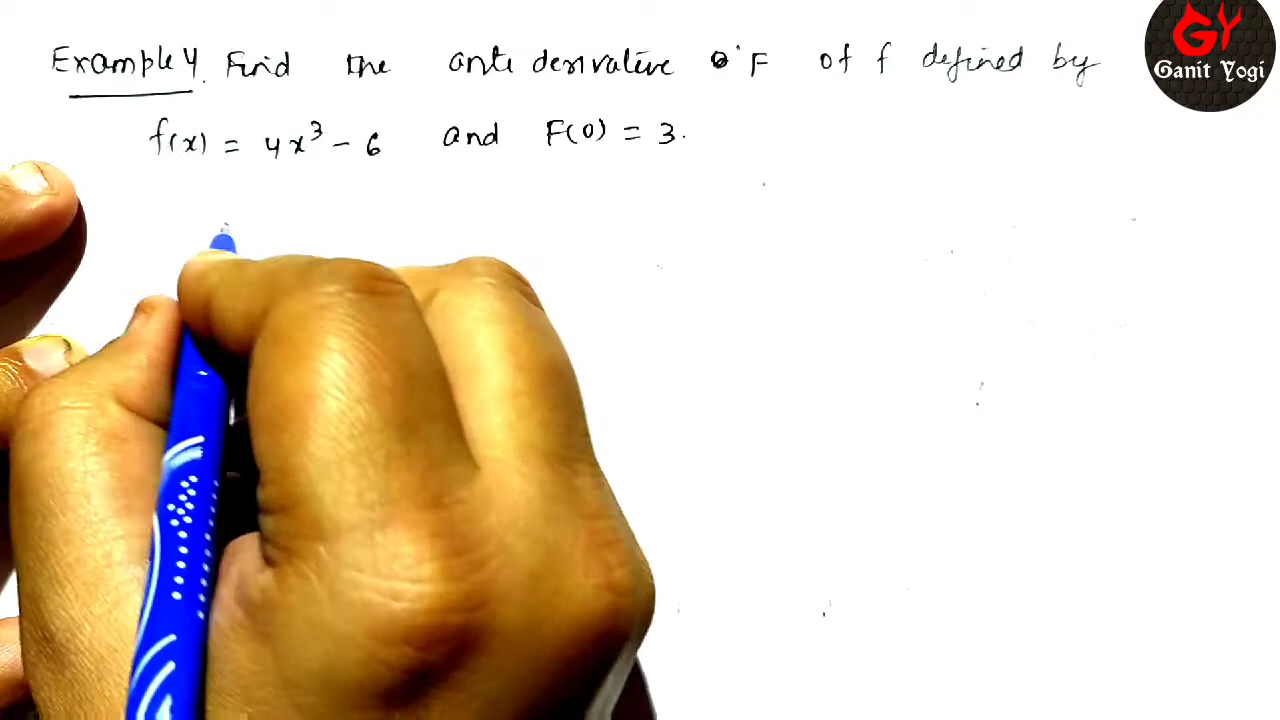 Example 4. Find the anti derivative F of f defined by
f(x) = 4x³ - 6 and F(0) = 3.
GY
Ganit Yogi